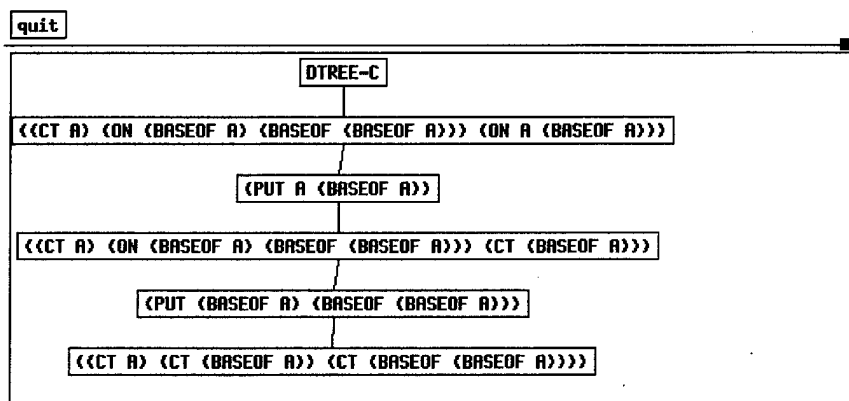 quit
DTREE-C
((CT A) (ON (BASEOF A) (BASEOF (BASEOF A))) (ON A (BASEOF A)))
(PUT A (BASEOF A))
((CT A) (ON (BASEOF A) (BASEOF (BASEOF A))) (CT (BASEOF A)))
(PUT (BASEOF A) (BASEOF (BASEOF A)))
((CT A) (CT (BASEOF A)) (CT (BASEOF (BASEOF A))))